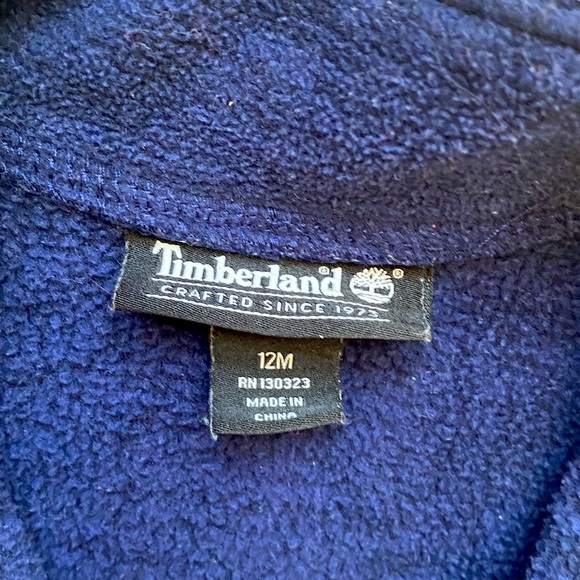 Timberland® ®
CRAFTED SINCE 1973
12M
RN 130323
MADE IN
CHINA